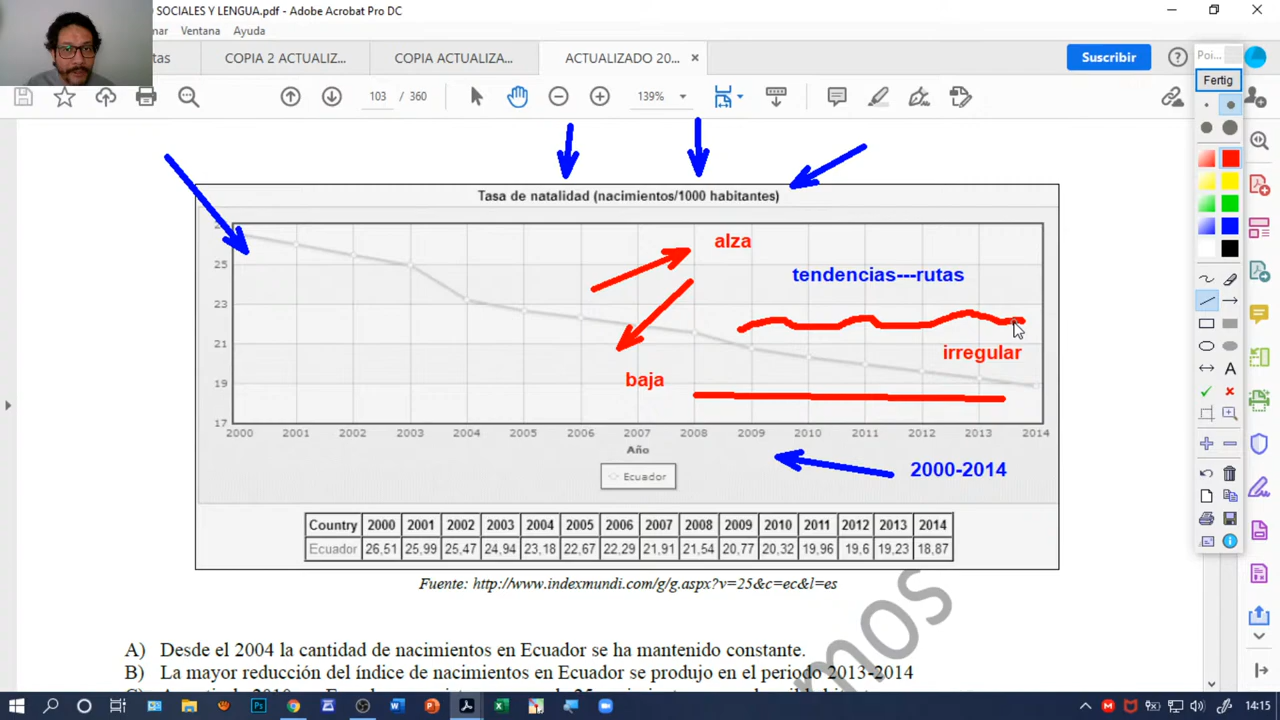 SOCIALES Y LENGUA.pdf - Adobe Acrobat Pro DC
mar Ventana Ayuda
tas COPIA 2 ACTUALIZ... COPIA ACTUALIZA... ACTUALIZADO 20... × Suscribir
103 / 360 139%
Fertig
Tasa de natalidad (nacimientos/1000 habitantes)
alza
25
tendencias---rutas
23
21
irregular
baja
19
17
2000 2001 2002 2003 2004 2005 2006 2007 2008 2009 2010 2011 2012 2013 2014
Año
2000-2014
Ecuador
Country 2000 2001 2002 2003 2004 2005 2006 2007 2008 2009 2010 2011 2012 2013 2014
Ecuador 26,51 25,99 25,47 24,94 23,18 22,67 22,29 21,91 21,54 20,77 20,32 19,96 19,6 19,23 18,87
Fuente: http://www.indexmundi.com/g/g.aspx?v=25&c=ec&l=es
mos
A) Desde el 2004 la cantidad de nacimientos en Ecuador se ha mantenido constante.
B) La mayor reducción del índice de nacimientos en Ecuador se produjo en el periodo 2013-2014
14:15